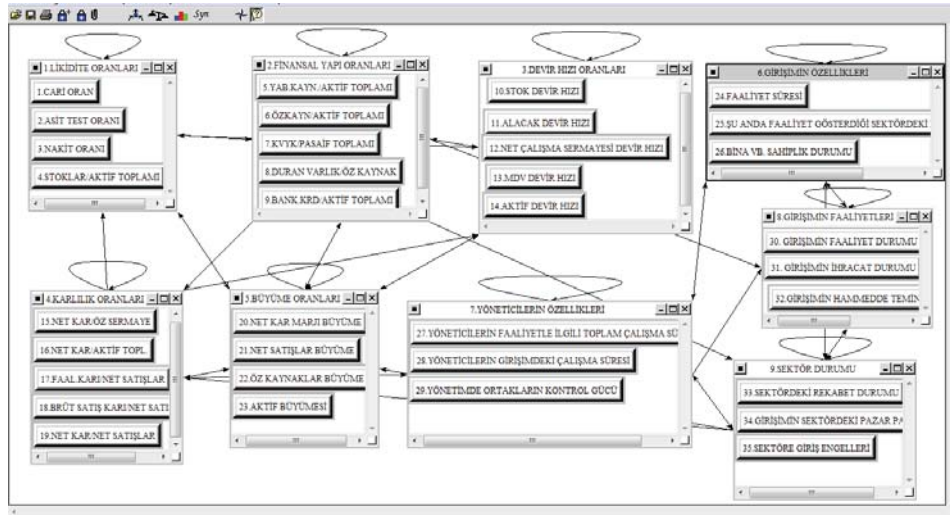 Syn
1.LİKİDİTE ORANLARI
1.CARİ ORAN
2.ASİT TEST ORANI
3.NAKİT ORANI
4.STOKLAR/AKTİF TOPLAMI
2.FİNANSAL YAPI ORANLARI
5.YAB.KAYN./AKTİF TOPLAMI
6.ÖZKAYN/AKTİF TOPLAMI
7.KVYK/PASAİF TOPLAMI
8.DURAN VARLIK/ÖZ KAYNAK
9.BANK.KRD/AKTİF TOPLAMI
3.DEVİR HIZI ORANLARI
10.STOK DEVİR HIZI
11.ALACAK DEVİR HIZI
12.NET ÇALIŞMA SERMAYESİ DEVİR HIZI
13.MDV DEVİR HIZI
14.AKTİF DEVİR HIZI
6.GİRİŞİMİN ÖZELLİKLERİ
24.FAALİYET SÜRESİ
25.ŞU ANDA FAALİYET GÖSTERDİĞİ SEKTÖRDEKİ
26.BİNA VB. SAHİPLİK DURUMU
8.GİRİŞİMİN FAALİYETLERİ
30. GİRİŞİMİN FAALİYET DURUMU
31. GİRİŞİMİN İHRACAT DURUMU
32.GİRİŞİMİN HAMMEDDE TEMİN
4.KARLILIK ORANLARI
15.NET KAR/ÖZ SERMAYE
16.NET KAR/AKTİF TOPL.
17.FAAL.KARI/NET SATIŞLAR
18.BRÜT SATIŞ KARI/NET SATI
19.NET KAR/NET SATIŞLAR
5.BÜYÜME ORANLARI
20.NET KAR MARJI BÜYÜME
21.NET SATIŞLAR BÜYÜME
22.ÖZ KAYNAKLAR BÜYÜME
23.AKTİF BÜYÜMESİ
7.YÖNETİCİLERİN ÖZELLİKLERİ
27.YÖNETİCİLERİN FAALİYETLE İLGİLİ TOPLAM ÇALIŞMA SÜ
28.YÖNETİCİLERİN GİRİŞİMDEKİ ÇALIŞMA SÜRESİ
29.YÖNETİMDE ORTAKLARIN KONTROL GÜCÜ
9.SEKTÖR DURUMU
33.SEKTÖRDEKİ REKABET DURUMU
34.GİRİŞİMİN SEKTÖRDEKİ PAZAR PA
35.SEKTÖRE GİRİŞ ENGELLERİ